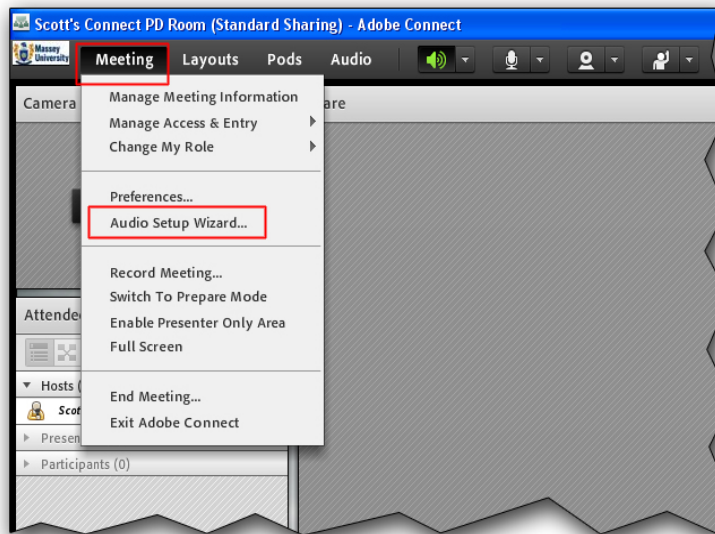 Scott's Connect PD Room (Standard Sharing) - Adobe Connect
Massey University
Meeting Layouts Pods Audio
Camera
are
Manage Meeting Information
Manage Access & Entry
Change My Role
Preferences...
Audio Setup Wizard...
Record Meeting...
Switch To Prepare Mode
Enable Presenter Only Area
Full Screen
End Meeting...
Exit Adobe Connect
Attende
Hosts (
Scot
Presen
Participants (0)